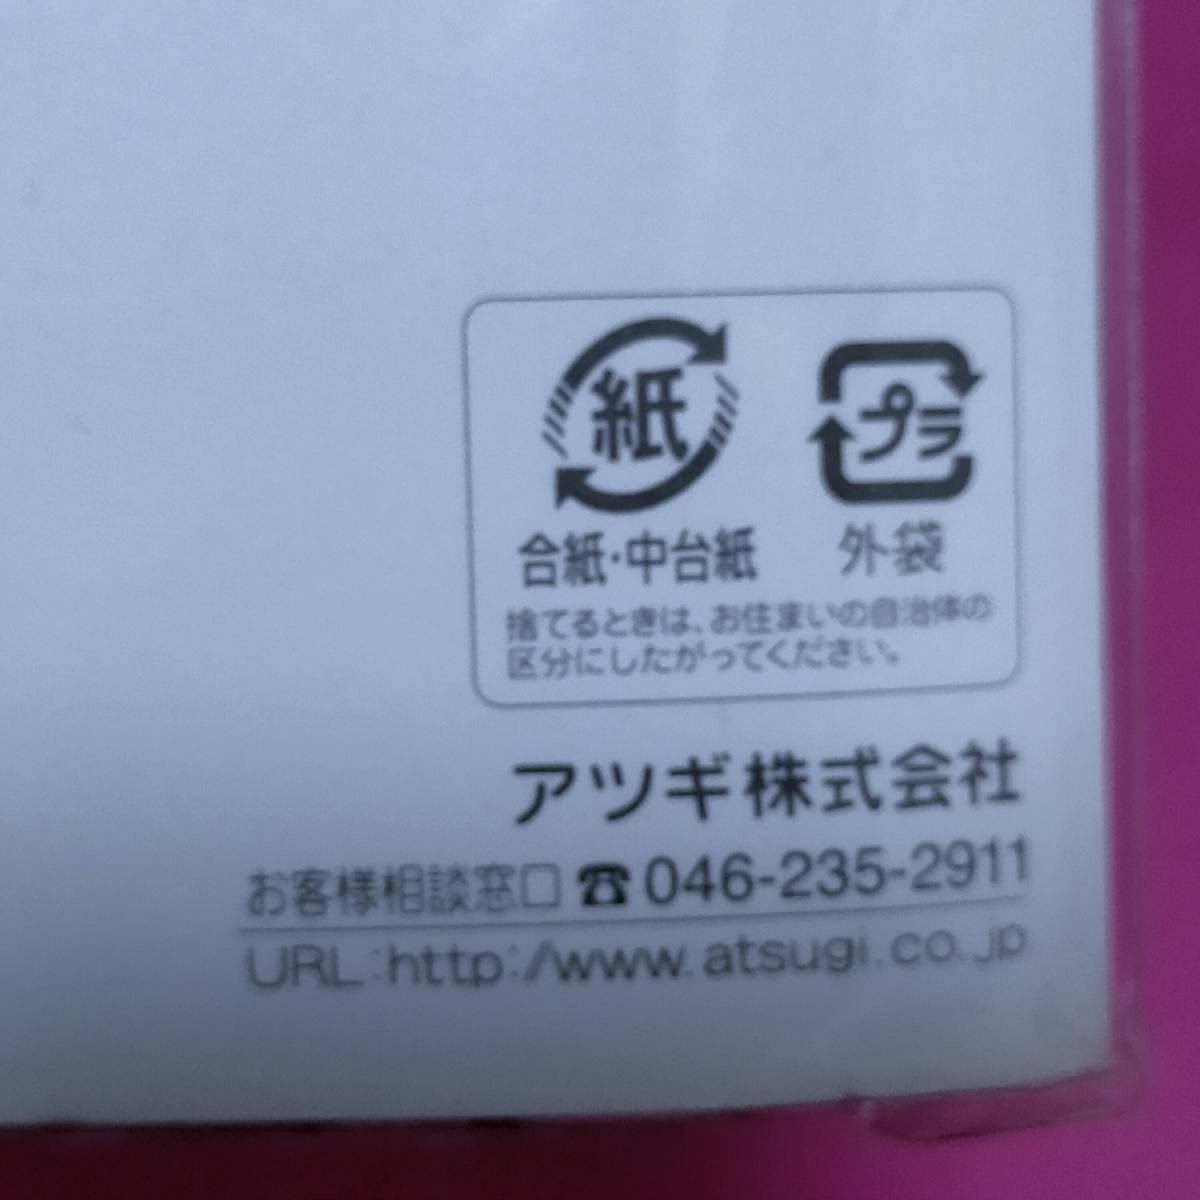 紙 プラ
合紙・中台紙 外袋
捨てるときは、お住まいの自治体の
区分にしたがってください。
アツギ株式会社
お客様相談窓口☎046-235-2911
URL:http://www.atsugi.co.jp